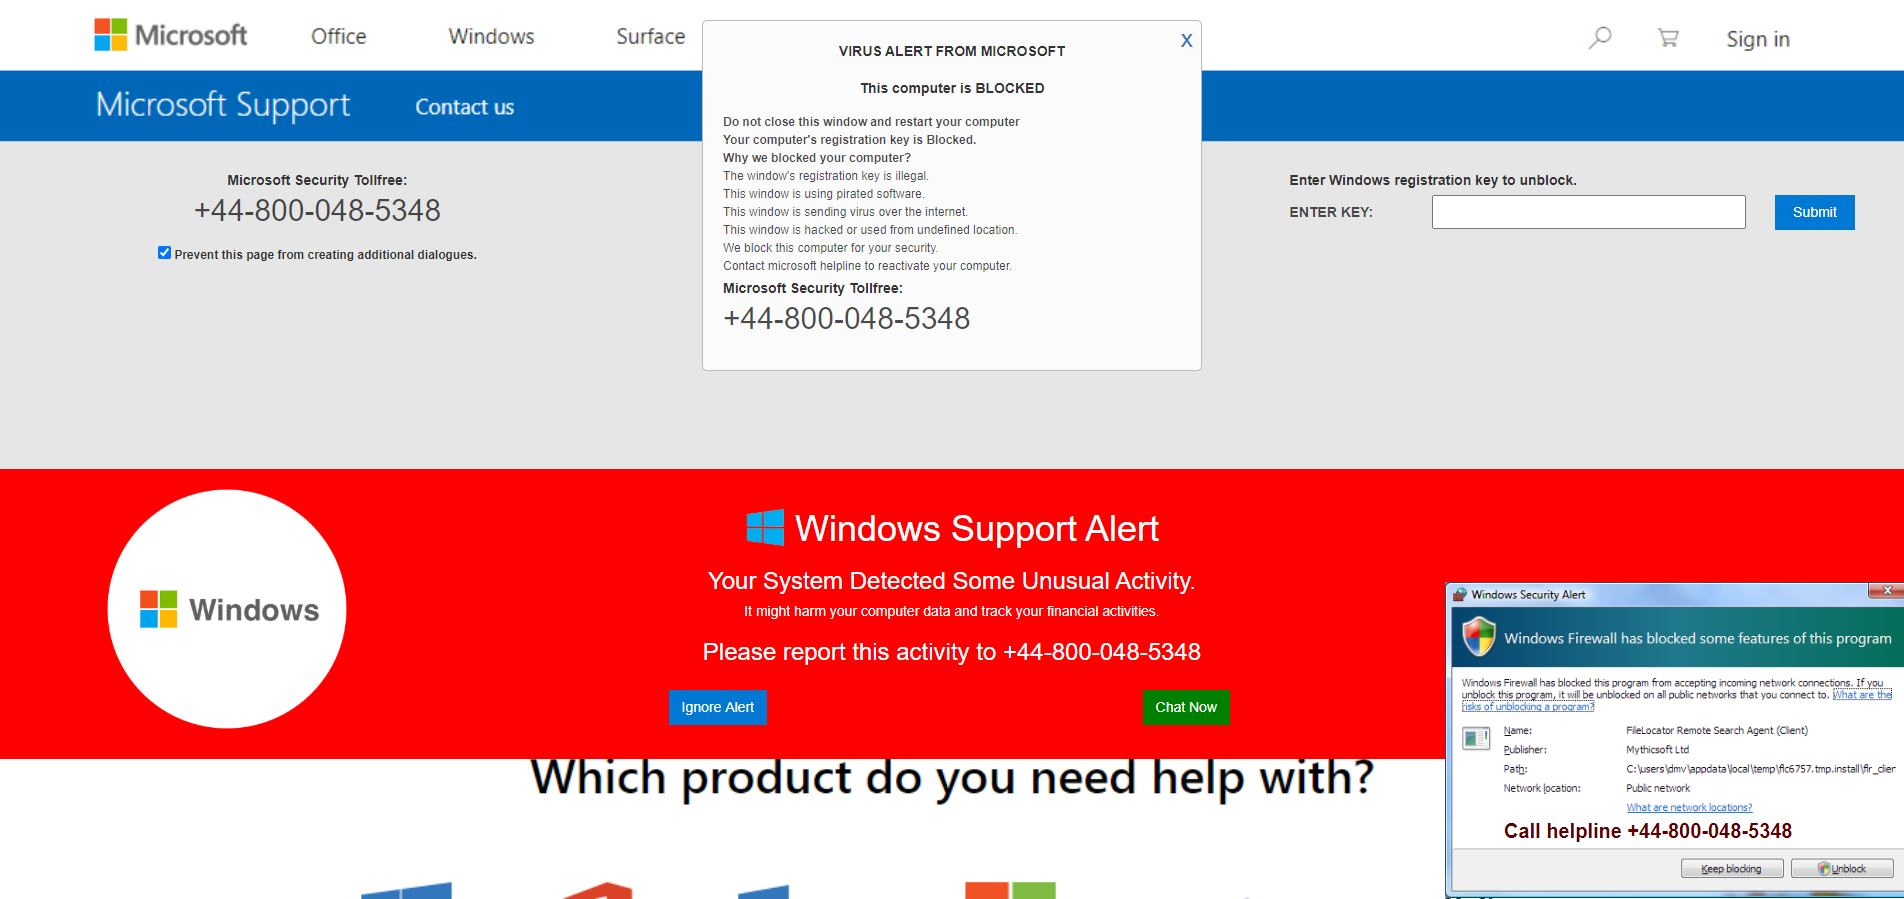 Microsoft
Office
Windows
Surface
Sign in
Microsoft Support
Contact us
VIRUS ALERT FROM MICROSOFT
X
This computer is BLOCKED
Do not close this window and restart your computer
Your computer's registration key is Blocked.
Why we blocked your computer?
The window's registration key is illegal.
This window is using pirated software.
This window is sending virus over the internet.
This window is hacked or used from undefined location.
We block this computer for your security.
Contact microsoft helpline to reactivate your computer.
Microsoft Security Tollfree:
+44-800-048-5348
Microsoft Security Tollfree:
+44-800-048-5348
Prevent this page from creating additional dialogues.
Enter Windows registration key to unblock.
ENTER KEY:
Submit
Windows
Windows Support Alert
Your System Detected Some Unusual Activity.
It might harm your computer data and track your financial activities.
Please report this activity to +44-800-048-5348
Ignore Alert
Chat Now
Which product do you need help with?
Windows Security Alert
Windows Firewall has blocked some features of this program
Windows Firewall has blocked this program from accepting incoming network connections. If you
unblock this program, it will be unblocked on all public networks that you connect to. What are the
risks of unblocking a program?
Name: FileLocator Remote Search Agent (Client)
Publisher: Mythicsoft Ltd
Path: C:\users\dmv\appdata\local\temp\flc6757.tmp.install\flr_clier
Network location: Public network
What are network locations?
Call helpline +44-800-048-5348
Keep blocking
Unblock